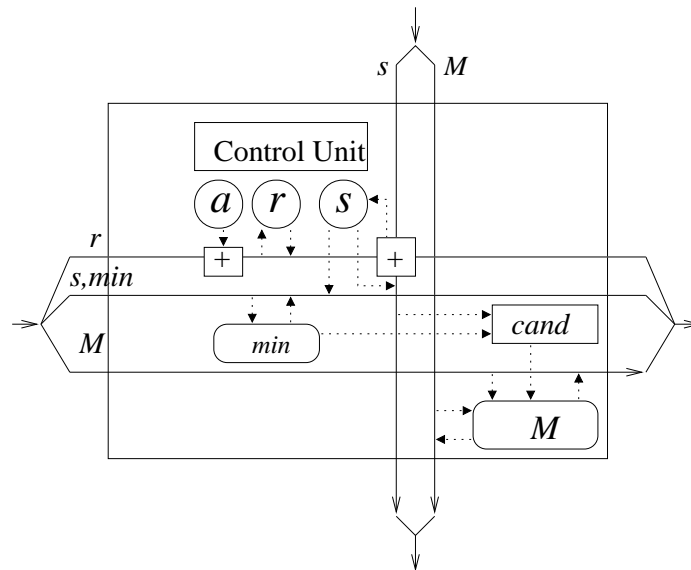 s M
Control Unit
a r s
r
+ +
s,min
cand
M min
M